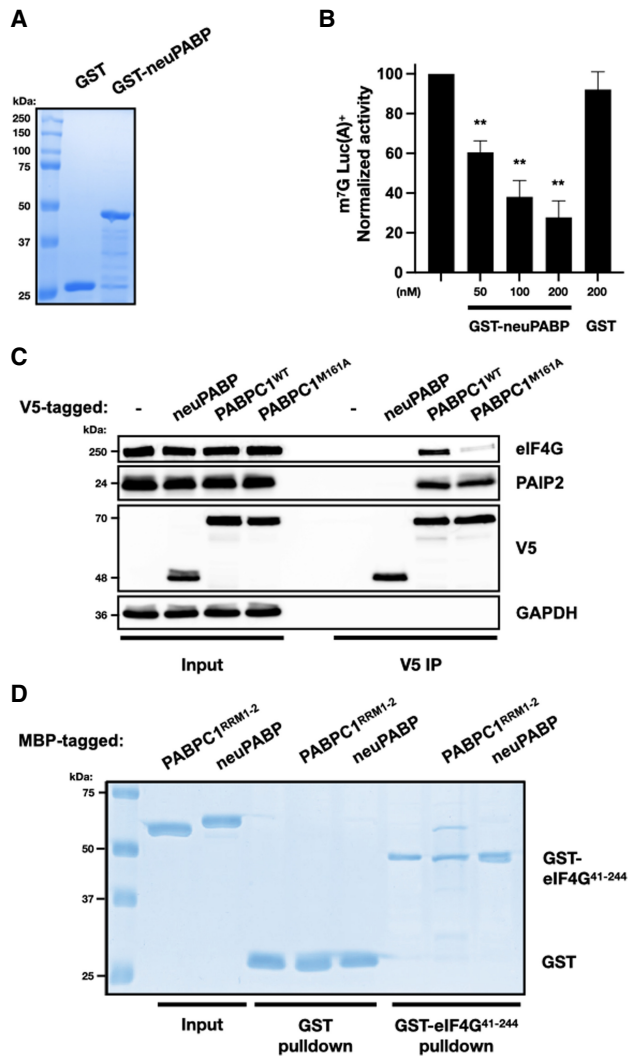 A
GST
GST-neuPABP
kDa:
250
150
100
75
50
37
25
B
m⁷G Luc(A)⁺
Normalized activity
100
80
60
40
20
0
** ** **
(nM) 50 100 200 200
GST-neuPABP GST
C
V5-tagged: - neuPABP PABPC1ᵂᵀ PABPC1ᴹ¹⁶¹ᴬ - neuPABP PABPC1ᵂᵀ PABPC1ᴹ¹⁶¹ᴬ
kDa:
250 eIF4G
24 PAIP2
70
V5
48
36 GAPDH
Input V5 IP
D
MBP-tagged: PABPC1ᴿᴿᴹ¹⁻² neuPABP PABPC1ᴿᴿᴹ¹⁻² neuPABP PABPC1ᴿᴿᴹ¹⁻² neuPABP
kDa:
75
50
GST-
eIF4G⁴¹⁻²⁴⁴
37
GST
25
Input GST pulldown GST-eIF4G⁴¹⁻²⁴⁴ pulldown